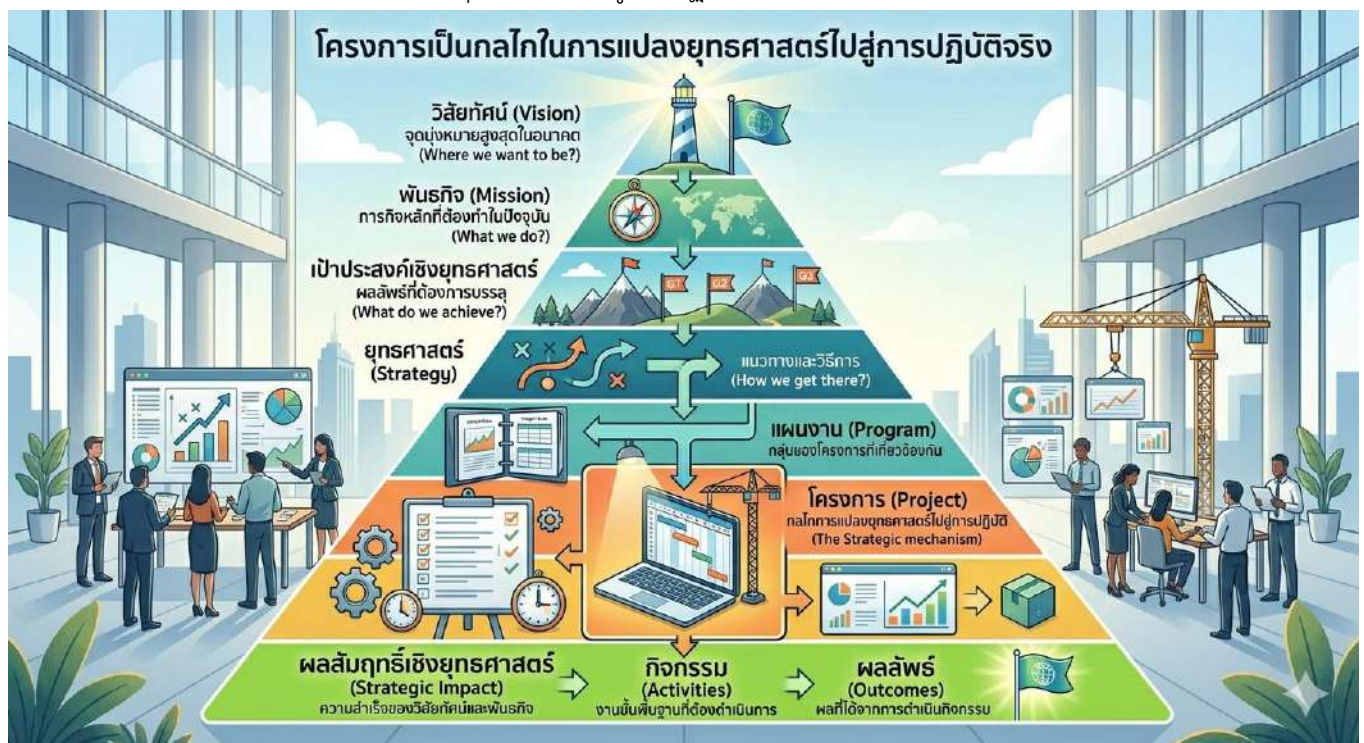 โครงการเป็นกลไกในการแปลงยุทธศาสตร์ไปสู่การปฏิบัติจริง
วิสัยทัศน์ (Vision)
จุดมุ่งหมายสูงสุดในอนาคต
(Where we want to be?)
พันธกิจ (Mission)
ภารกิจหลักที่ต้องทำในปัจจุบัน
(What we do?)
เป้าประสงค์เชิงยุทธศาสตร์
ผลลัพธ์ที่ต้องการบรรลุ
(What do we achieve?)
G1
G2
G3
ยุทธศาสตร์
(Strategy)
แนวทางและวิธีการ
(How we get there?)
แผนงาน (Program)
กลุ่มของโครงการที่เกี่ยวข้องกัน
โครงการ (Project)
กลไกการแปลงยุทธศาสตร์ไปสู่การปฏิบัติ
(The Strategic mechanism)
ผลสัมฤทธิ์เชิงยุทธศาสตร์
(Strategic Impact)
ความสำเร็จของวิสัยทัศน์และพันธกิจ
กิจกรรม
(Activities)
งานขั้นพื้นฐานที่ต้องดำเนินการ
ผลลัพธ์
(Outcomes)
ผลที่ได้จากการดำเนินกิจกรรม